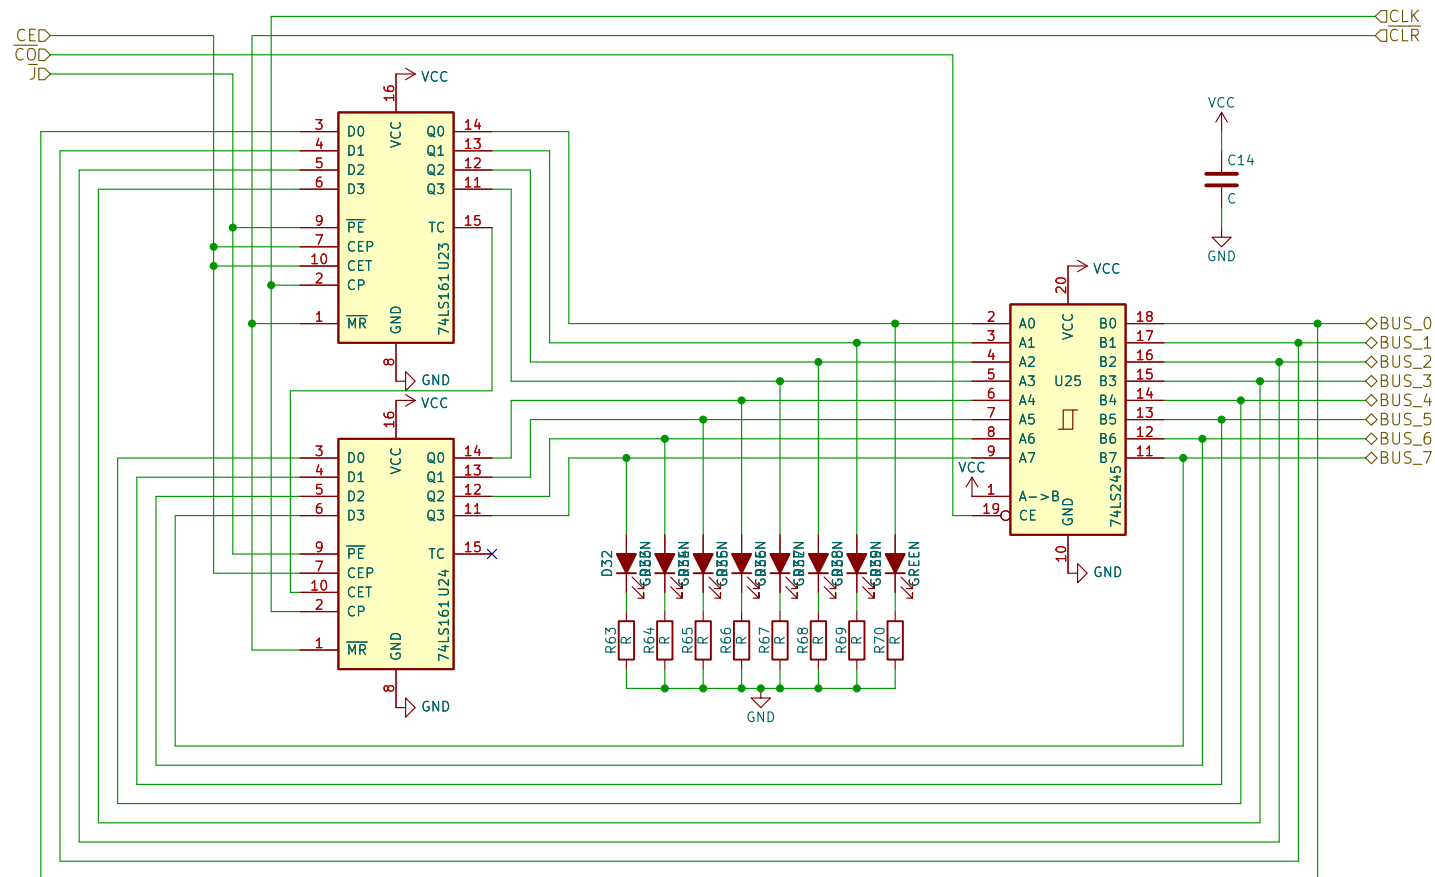 CLK
CE
CLR
CO
J
VCC
16
VCC
C14
C
GND
3 D0 VCC Q0 14
4 D1 Q1 13
5 D2 Q2 12
6 D3 Q3 11
9 PE TC 15
7 CEP
10 CET
2 CP
1 MR
GND
U23
74LS161
8
GND
VCC
16
3 D0 VCC Q0 14
4 D1 Q1 13
5 D2 Q2 12
6 D3 Q3 11
9 PE TC 15
7 CEP
10 CET
2 CP
1 MR
GND
U24
74LS161
8
GND
VCC
20
2 A0 VCC B0 18 BUS_0
3 A1 B1 17 BUS_1
4 A2 B2 16 BUS_2
5 A3 U25 B3 15 BUS_3
6 A4 B4 14 BUS_4
7 A5 B5 13 BUS_5
8 A6 B6 12 BUS_6
9 A7 B7 11 BUS_7
VCC
1 A->B
19 CE
GND
74LS245
10
GND
D32
GREEN
R63 R
R64 R
R65 R
R66 R
R67 R
R68 R
R69 R
R70 R
GND